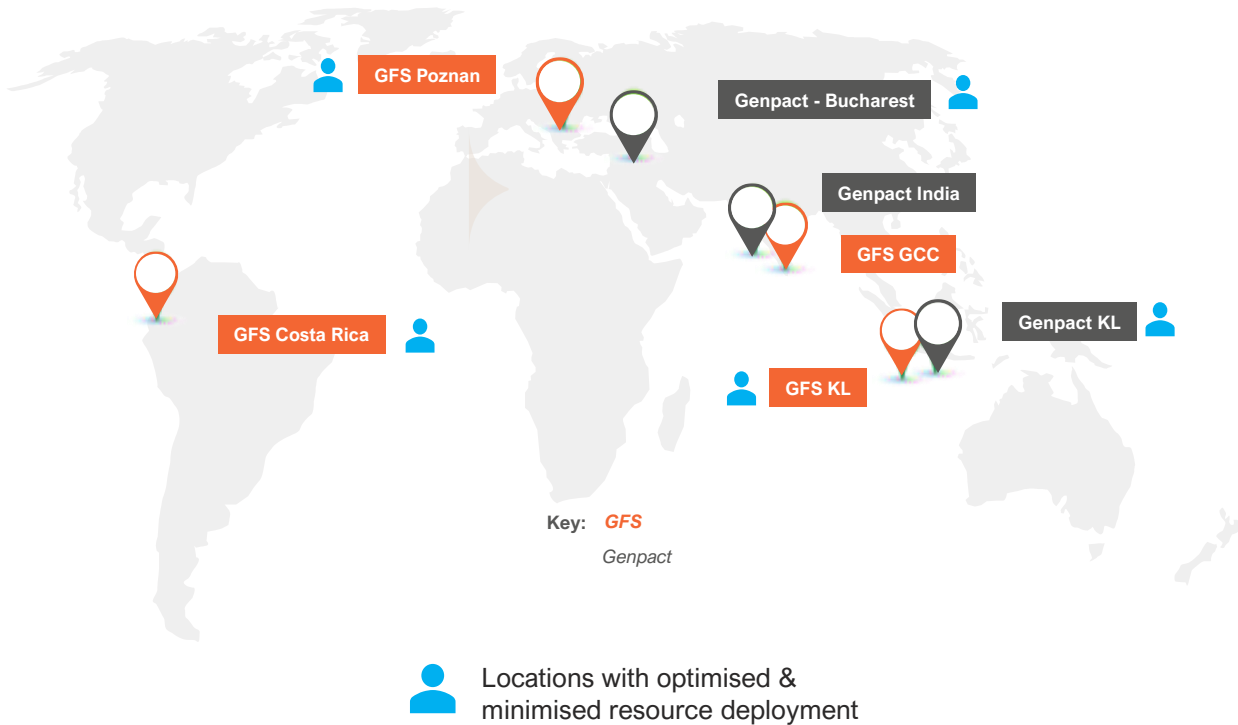 GFS Poznan
Genpact - Bucharest
Genpact India
GFS GCC
GFS Costa Rica
Genpact KL
GFS KL
Key: GFS
Genpact
Locations with optimised &
minimised resource deployment